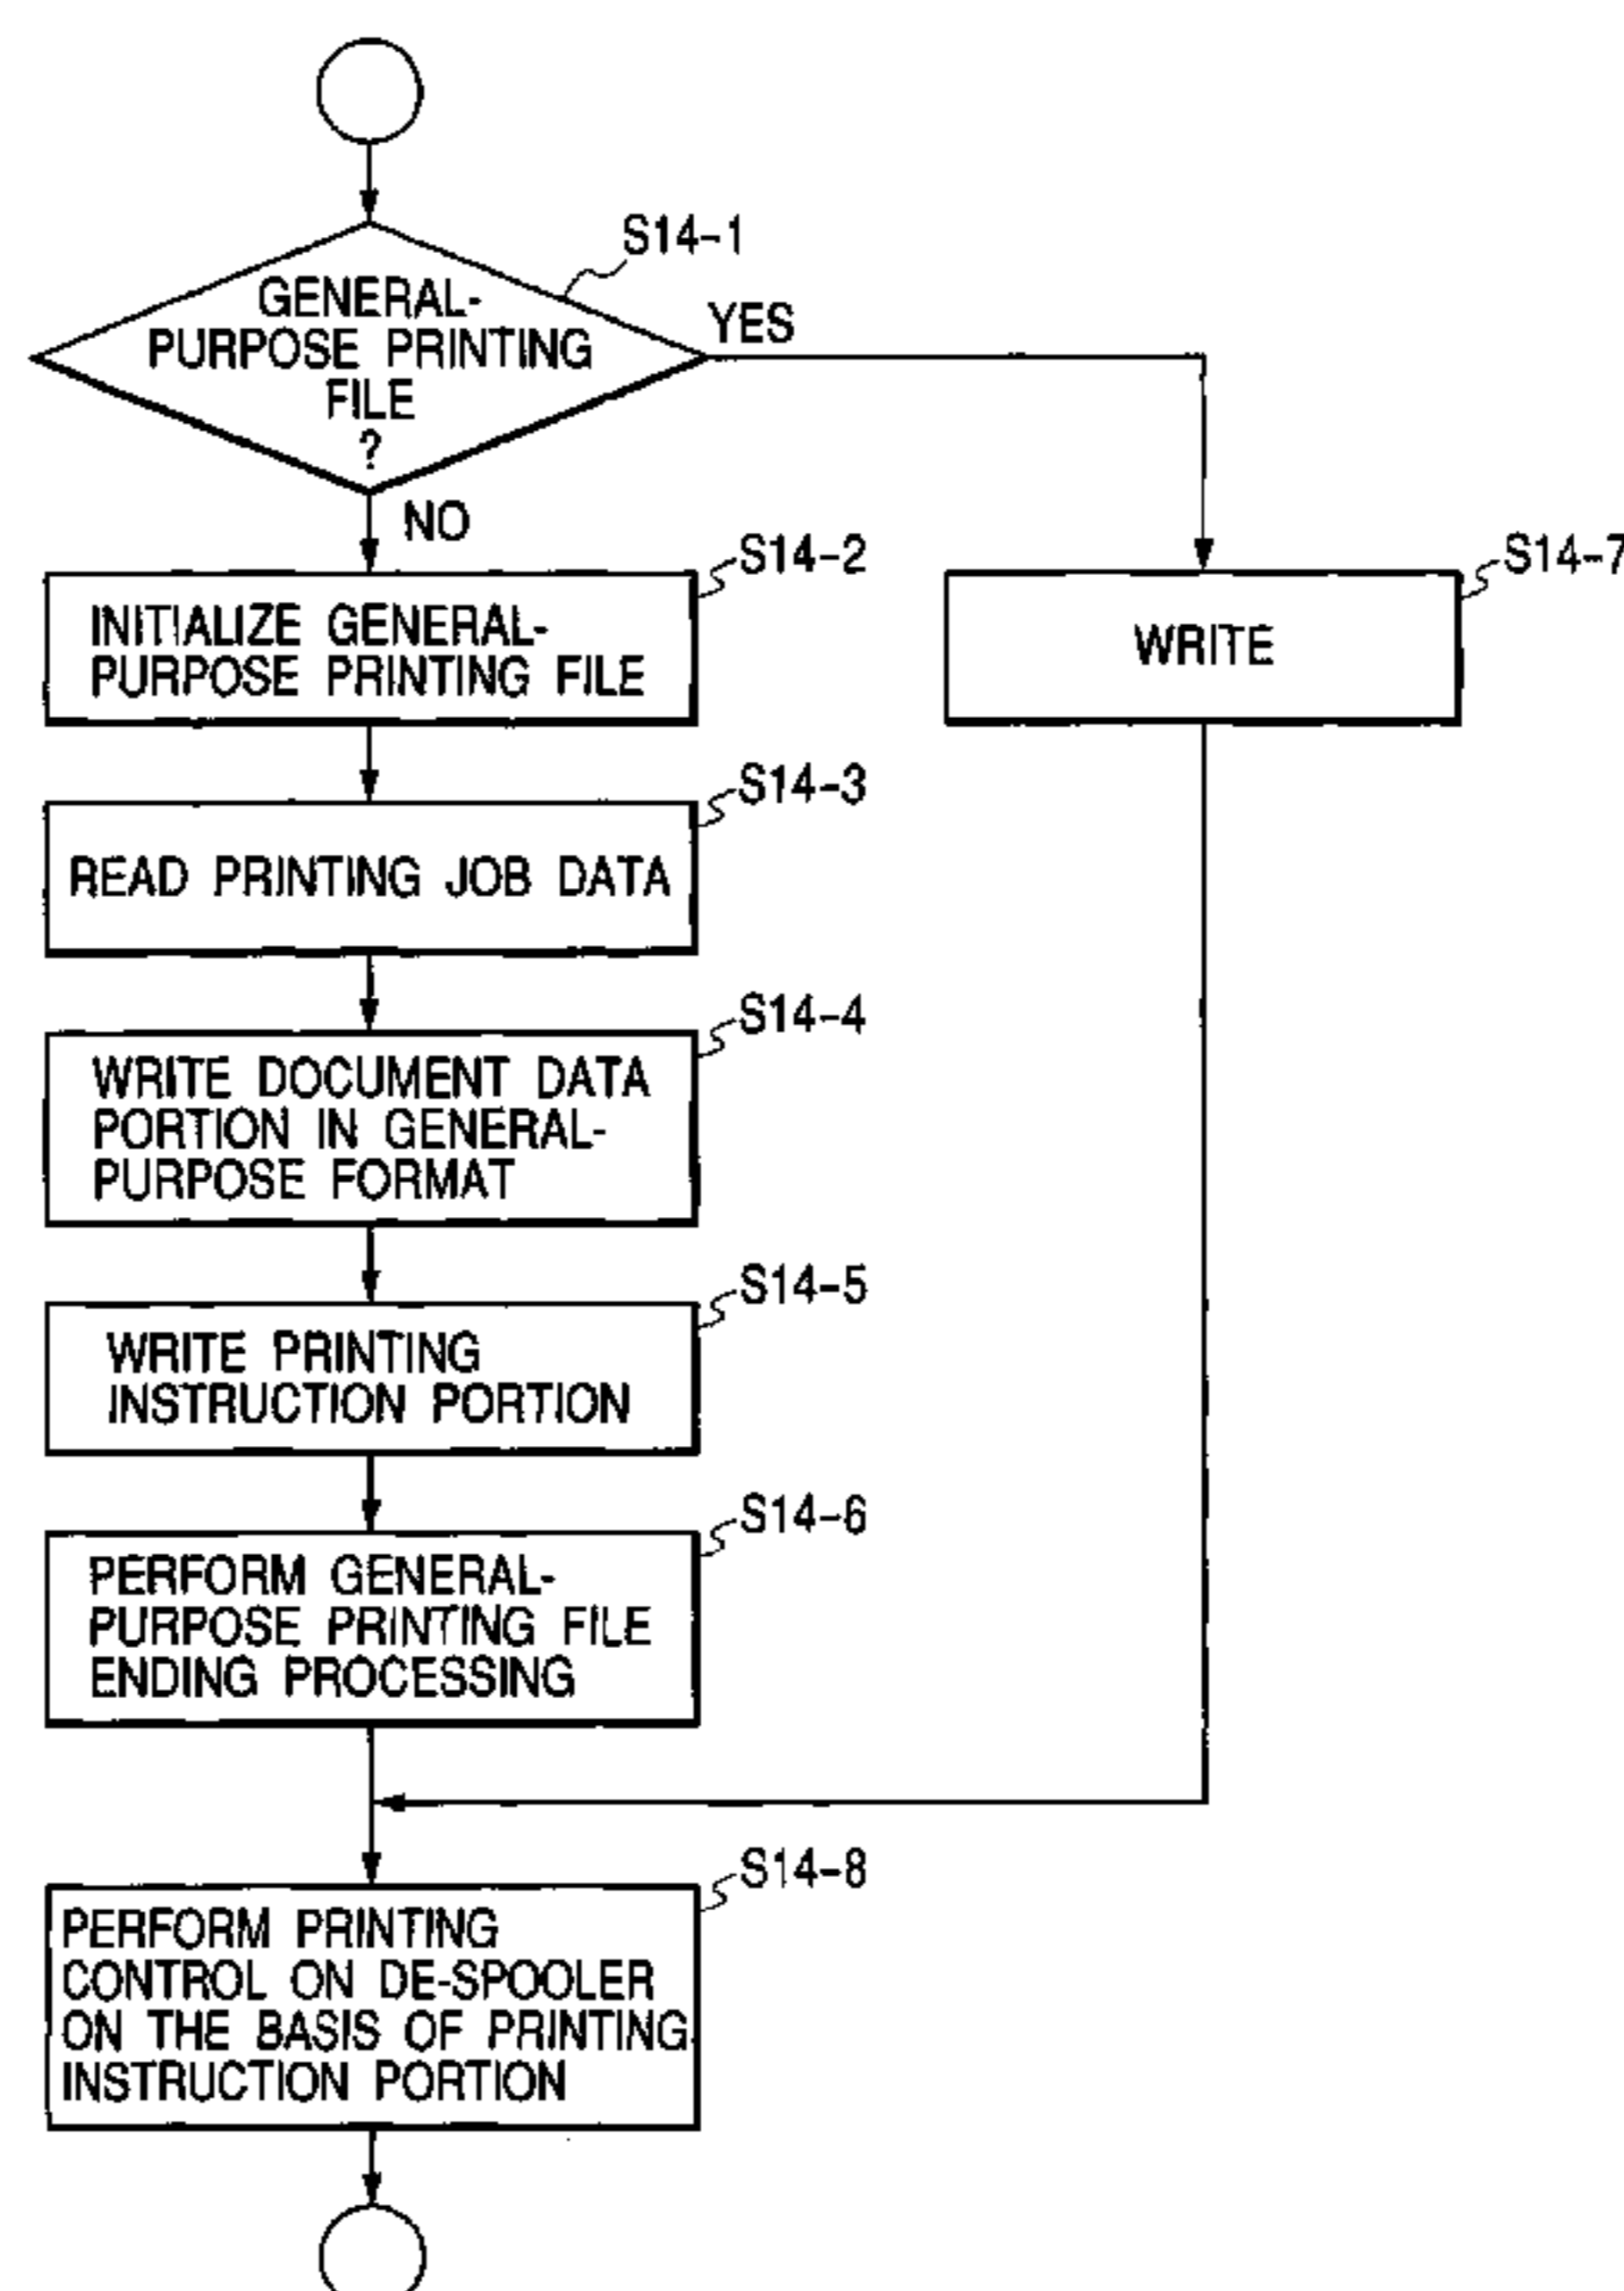 S14-1
GENERAL-
PURPOSE PRINTING
FILE
?
YES
NO
S14-2
INITIALIZE GENERAL-
PURPOSE PRINTING FILE
S14-7
WRITE
S14-3
READ PRINTING JOB DATA
S14-4
WRITE DOCUMENT DATA
PORTION IN GENERAL-
PURPOSE FORMAT
S14-5
WRITE PRINTING
INSTRUCTION PORTION
S14-6
PERFORM GENERAL-
PURPOSE PRINTING FILE
ENDING PROCESSING
S14-8
PERFORM PRINTING
CONTROL ON DE-SPOOLER
ON THE BASIS OF PRINTING
INSTRUCTION PORTION